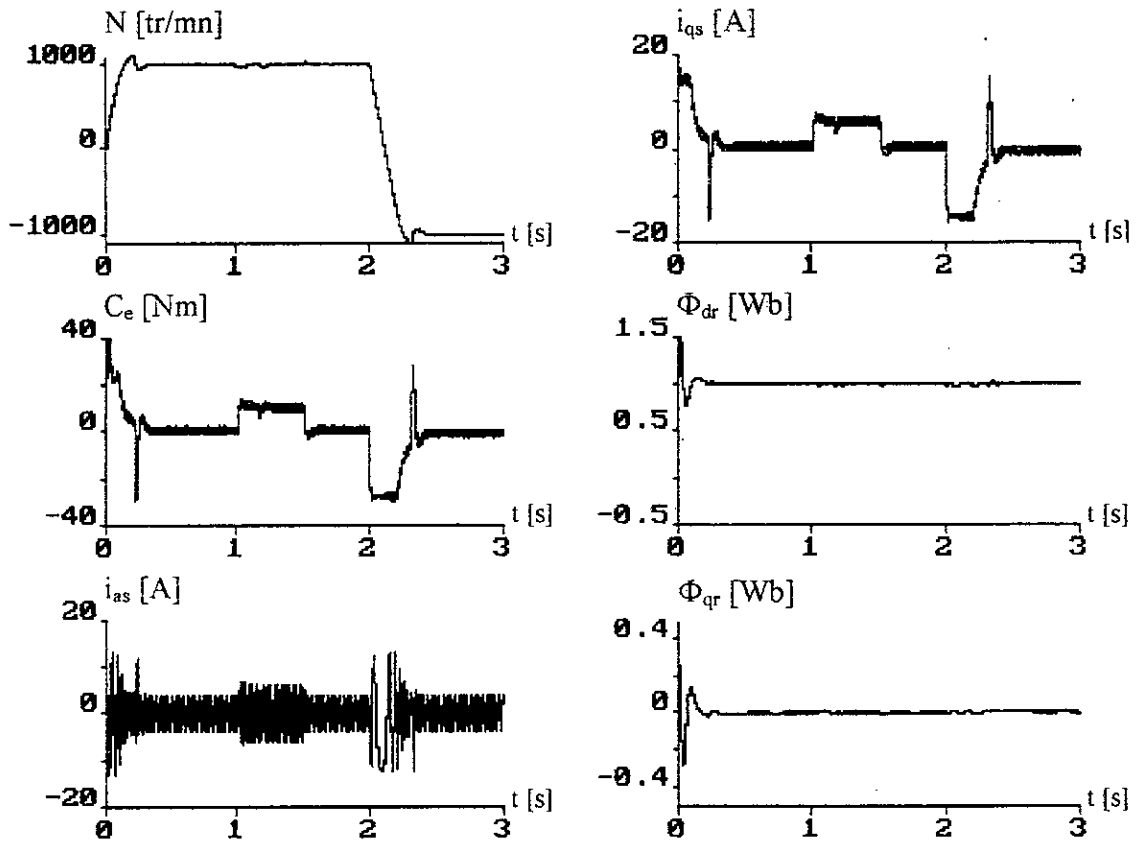 N [tr/mn]
1000
0
-1000
0 1 2 3
t [s]
i_qs [A]
20
0
-20
0 1 2 3
t [s]
C_e [Nm]
40
0
-40
0 1 2 3
t [s]
Φ_dr [Wb]
1.5
0.5
-0.5
0 1 2 3
t [s]
i_as [A]
20
0
-20
0 1 2 3
t [s]
Φ_qr [Wb]
0.4
0
-0.4
0 1 2 3
t [s]